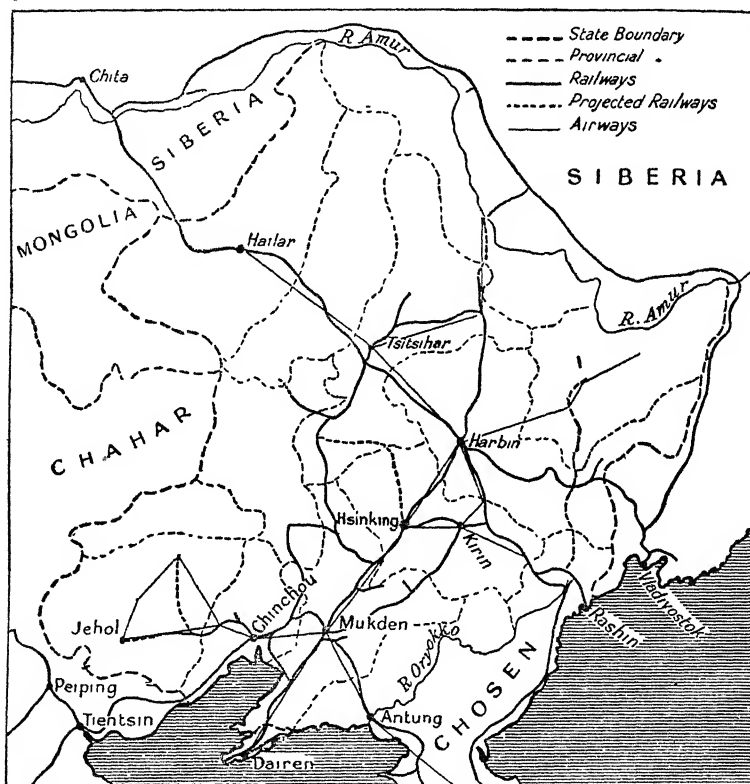 R. Amur
State Boundary
Provincial "
Railways
Projected Railways
Airways
Chita
SIBERIA
SIBERIA
MONGOLIA
Hailar
R. Amur
Tsitsihar
CHAHAR
Harbin
Hsinking
Kirin
Vladivostok
Chinchou
Rashin
Jehol
Mukden
R Oryokko
CHOSEN
Peiping
Tientsin
Antung
Dairen